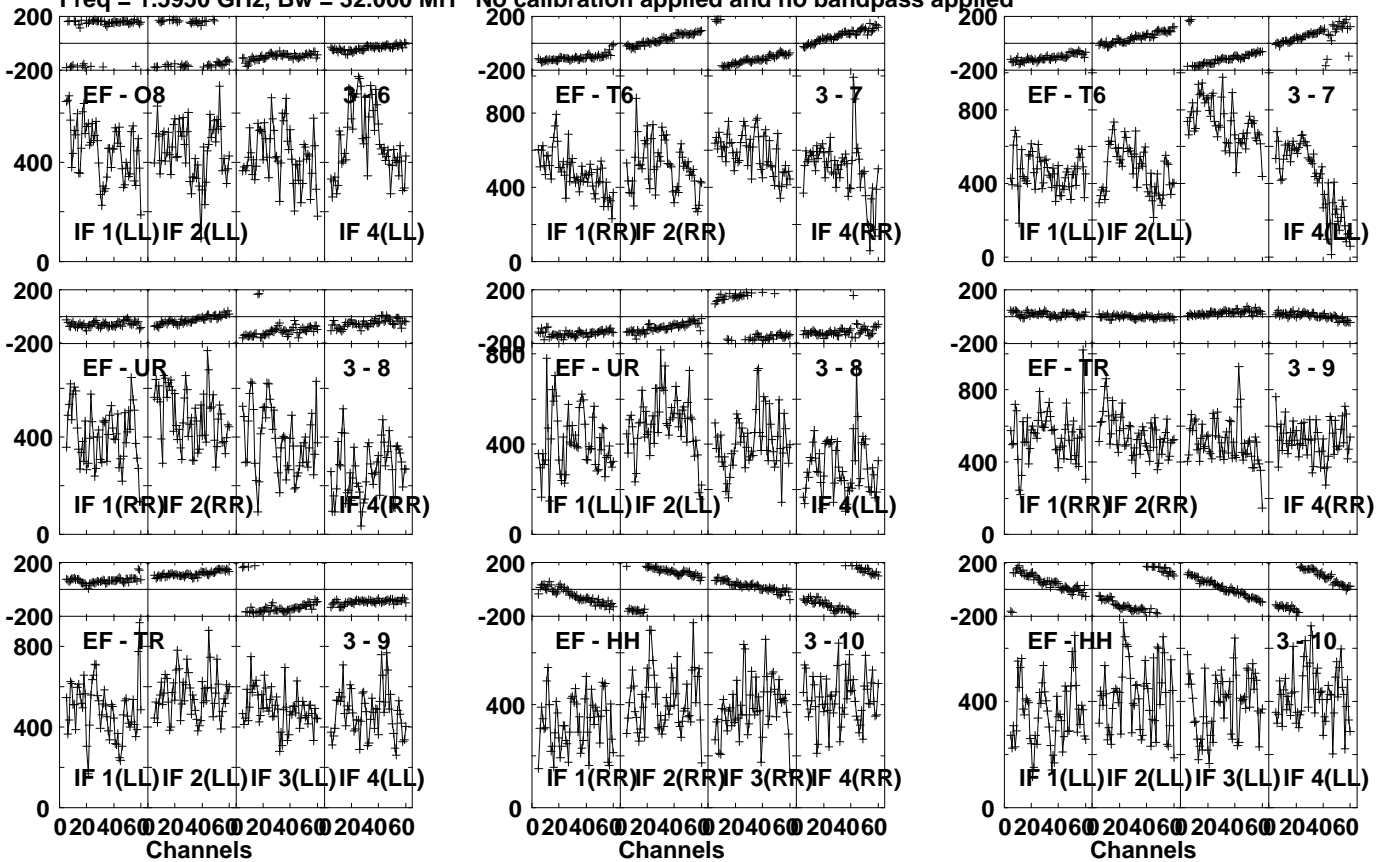 Freq = 1.5950 GHz, Bw = 32.000 MH No calibration applied and no bandpass applied
200 200 200
-200 -200 -200
EF - O8 3 - 6 EF - T6 3 - 7 EF - T6 3 - 7
800 800
600
400 400 400
200
IF 1(LL) IF 2(LL) IF 4(LL) IF 1(RR) IF 2(RR) IF 4(RR) IF 1(LL) IF 2(LL) IF 4(LL)
0 0 0
200 200 200
-200 -200 -200
800
EF - UR 3 - 8 EF - UR 3 - 8 EF - TR 3 - 9
800
400 400 400
IF 1(RR) IF 2(RR) IF 4(RR) IF 1(LL) IF 2(LL) IF 4(LL) IF 1(RR) IF 2(RR) IF 4(RR)
0 0 0
200 200 200
-200 -200 -200
EF - TR 3 - 9 EF - HH 3 - 10 EF - HH 3 - 10
800
400 400 400
IF 1(LL) IF 2(LL) IF 3(LL) IF 4(LL) IF 1(RR) IF 2(RR) IF 3(RR) IF 4(RR) IF 1(LL) IF 2(LL) IF 3(LL) IF 4(LL)
0 0 0
0 20 40 60 0 20 40 60 0 20 40 60 0 20 40 60 0 20 40 60 0 20 40 60 0 20 40 60 0 20 40 60 0 20 40 60 0 20 40 60 0 20 40 60 0 20 40 60
Channels Channels Channels